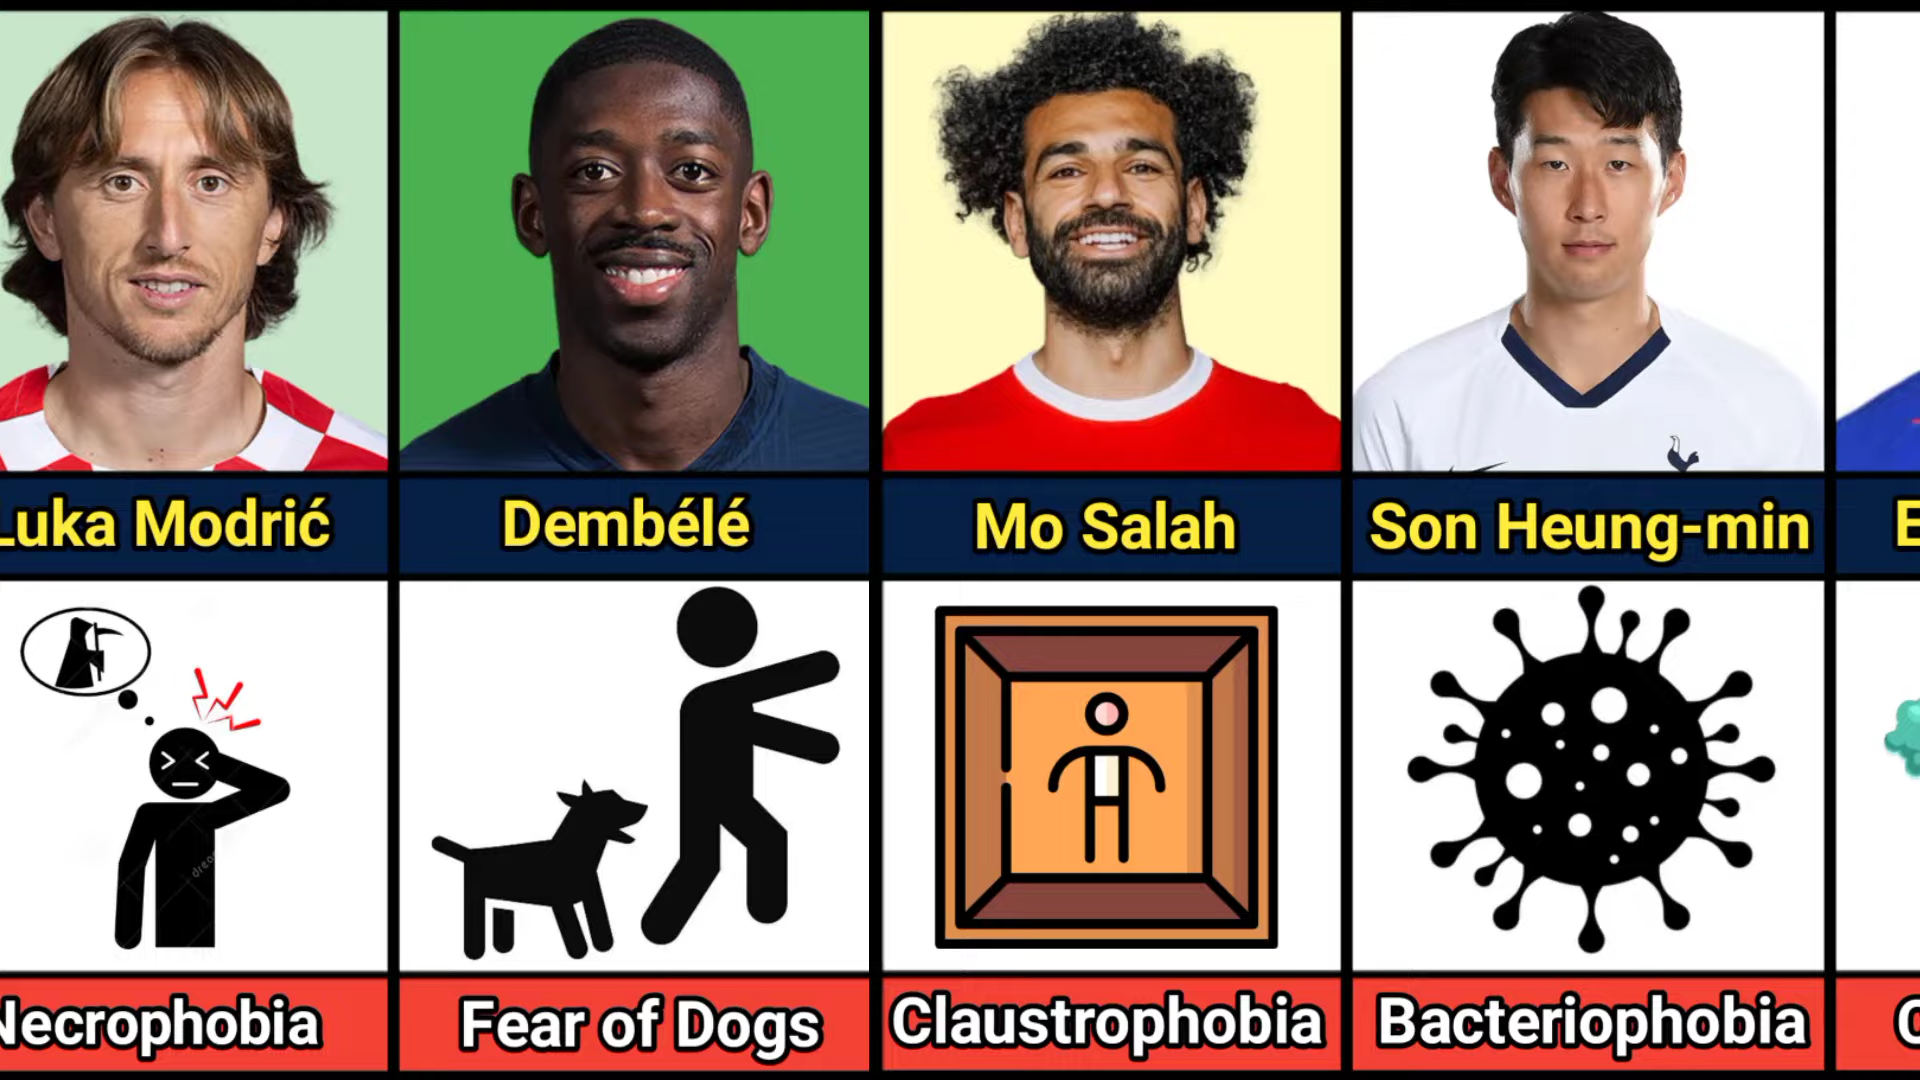 Luka Modrić
Dembélé
Mo Salah
Son Heung-min
Necrophobia
Fear of Dogs
Claustrophobia
Bacteriophobia